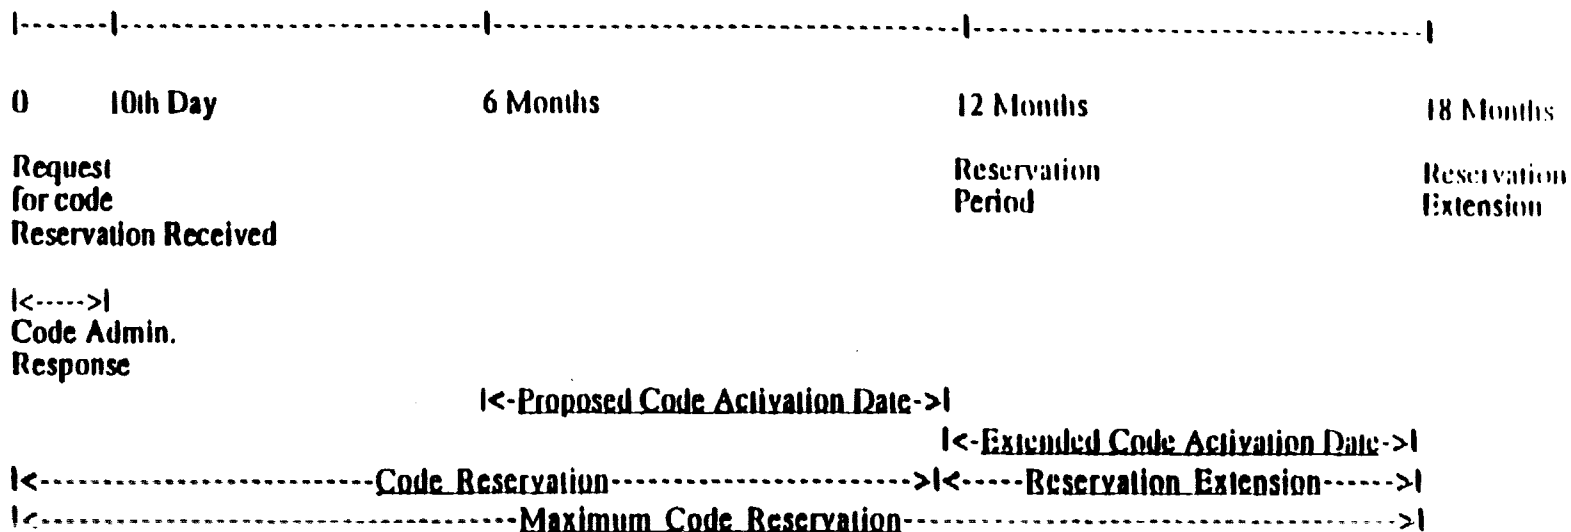 |-------|----------------------------|------------------------------------|-----------------------------------|
0 10th Day 6 Months 12 Months 18 Months
Request Reservation Reservation
for code Period Extension
Reservation Received
|<----->|
Code Admin.
Response
|<-Proposed Code Activation Date->|
|<-Extended Code Activation Date->|
|<--------------------------Code Reservation------------------------>|<-----Reservation Extension------>|
|<------------------------------------Maximum Code Reservation---------------------------------------->|